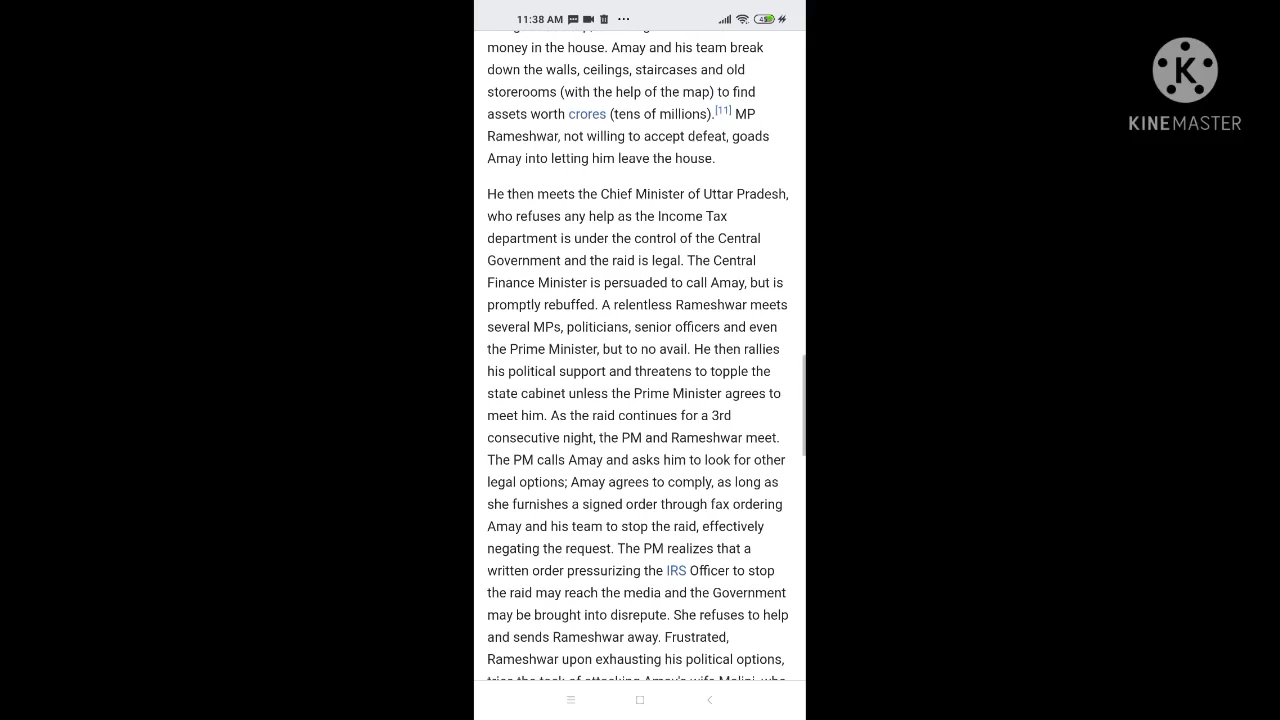 11:38 AM
45
money in the house. Amay and his team break
down the walls, ceilings, staircases and old
storerooms (with the help of the map) to find
assets worth crores (tens of millions).[11] MP
Rameshwar, not willing to accept defeat, goads
Amay into letting him leave the house.
He then meets the Chief Minister of Uttar Pradesh,
who refuses any help as the Income Tax
department is under the control of the Central
Government and the raid is legal. The Central
Finance Minister is persuaded to call Amay, but is
promptly rebuffed. A relentless Rameshwar meets
several MPs, politicians, senior officers and even
the Prime Minister, but to no avail. He then rallies
his political support and threatens to topple the
state cabinet unless the Prime Minister agrees to
meet him. As the raid continues for a 3rd
consecutive night, the PM and Rameshwar meet.
The PM calls Amay and asks him to look for other
legal options; Amay agrees to comply, as long as
she furnishes a signed order through fax ordering
Amay and his team to stop the raid, effectively
negating the request. The PM realizes that a
written order pressurizing the IRS Officer to stop
the raid may reach the media and the Government
may be brought into disrepute. She refuses to help
and sends Rameshwar away. Frustrated,
Rameshwar upon exhausting his political options,
tries the task of attacking Amay's wife Malini, who
K
KINEMASTER